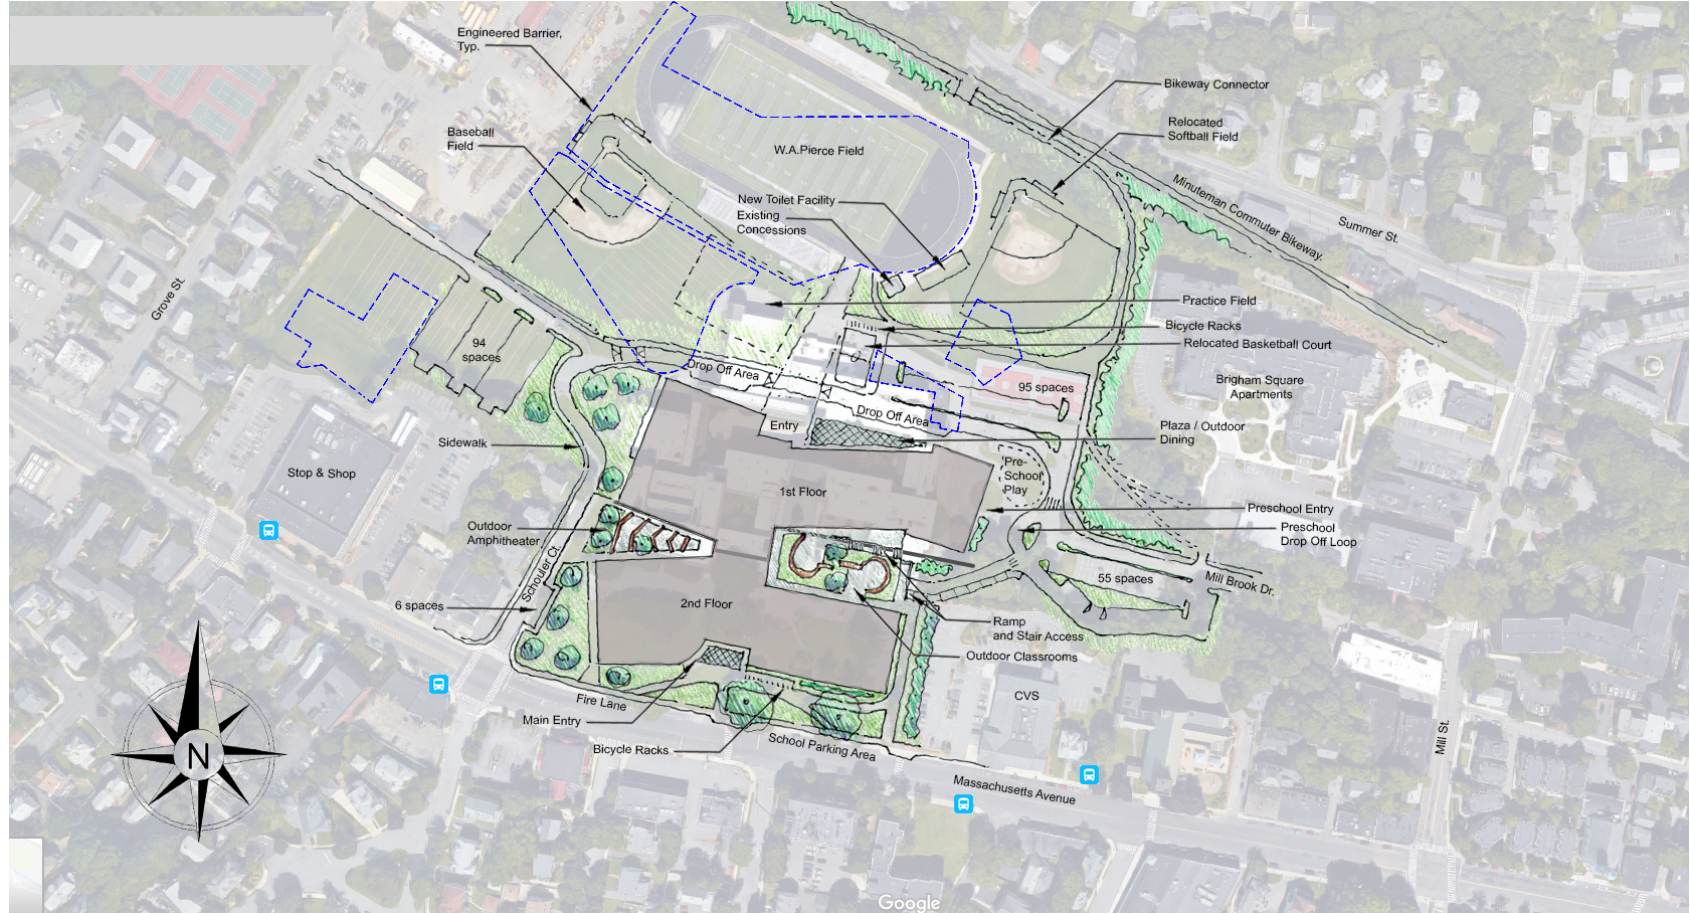 Engineered Barrier,
Typ.
Bikeway Connector
Relocated
Softball Field
Baseball
Field
W.A.Pierce Field
Minuteman Commuter Bikeway.
Summer St.
New Toilet Facility
Existing
Concessions
Grove St.
Practice Field
Bicycle Racks
Relocated Basketball Court
94
spaces
Drop Off Area
95 spaces
Brigham Square
Apartments
Drop Off Area
Entry
Plaza / Outdoor
Dining
Sidewalk
Stop & Shop
Pre-
School
Play
1st Floor
Preschool Entry
Outdoor
Amphitheater
Preschool
Drop Off Loop
Schouler Ct.
55 spaces
Mill Brook Dr.
6 spaces
2nd Floor
Ramp
and Stair Access
Outdoor Classrooms
CVS
Fire Lane
Main Entry
Bicycle Racks
School Parking Area
Mill St.
N
Massachusetts Avenue
Google